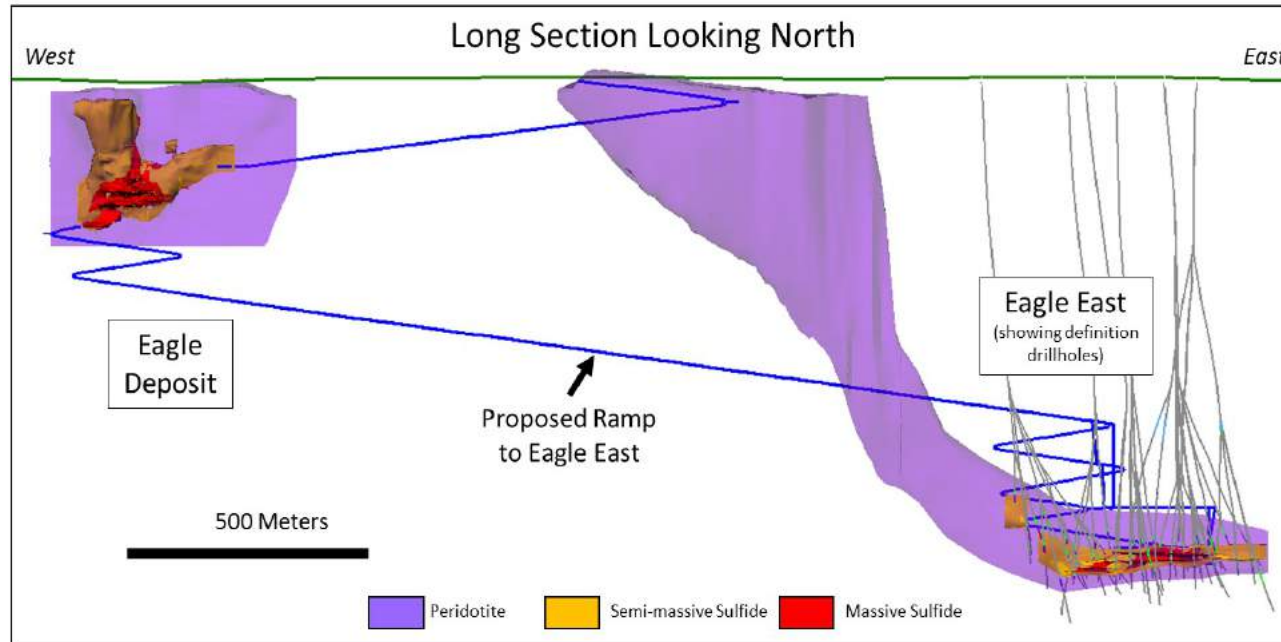 Long Section Looking North
West
East
Eagle
Deposit
Eagle East
(showing definition
drillholes)
Proposed Ramp
to Eagle East
500 Meters
Peridotite
Semi-massive Sulfide
Massive Sulfide